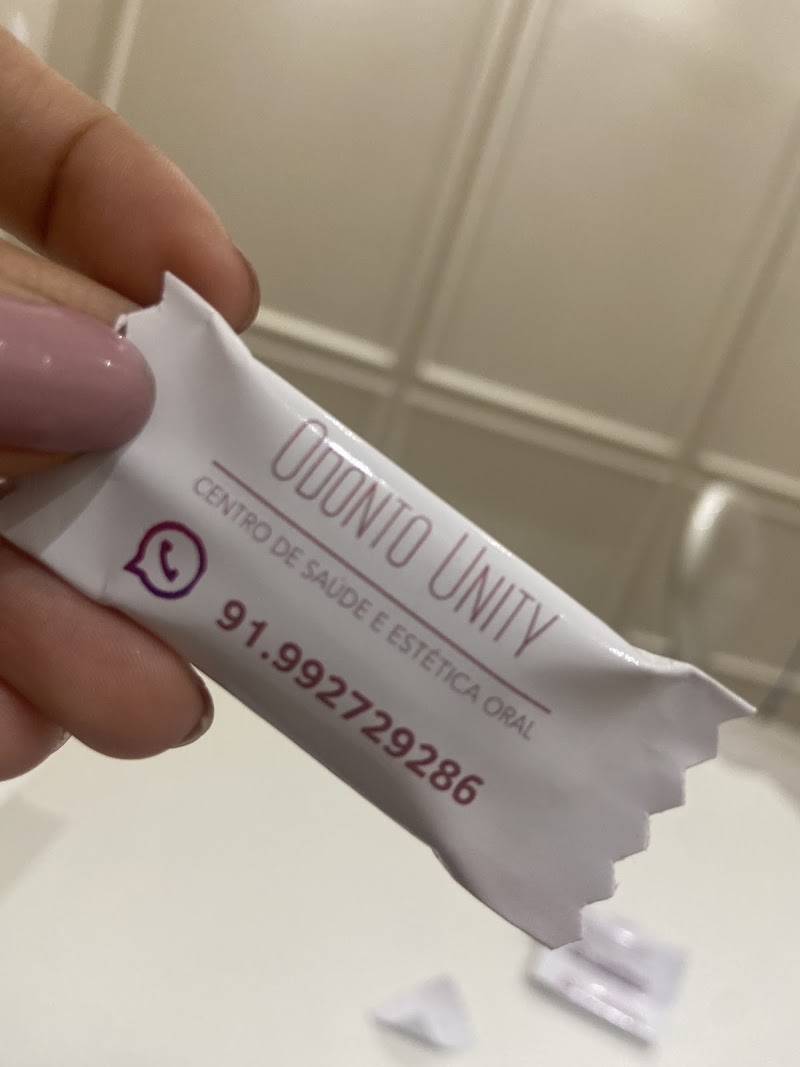 ODONTO UNITY
CENTRO DE SAÚDE E ESTÉTICA ORAL
91.992729286